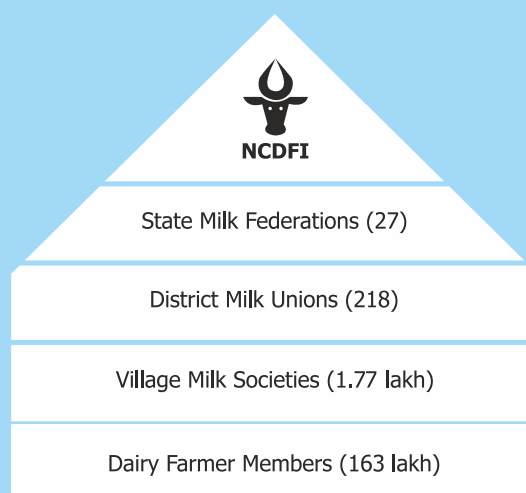 NCDFI
State Milk Federations (27)
District Milk Unions (218)
Village Milk Societies (1.77 lakh)
Dairy Farmer Members (163 lakh)